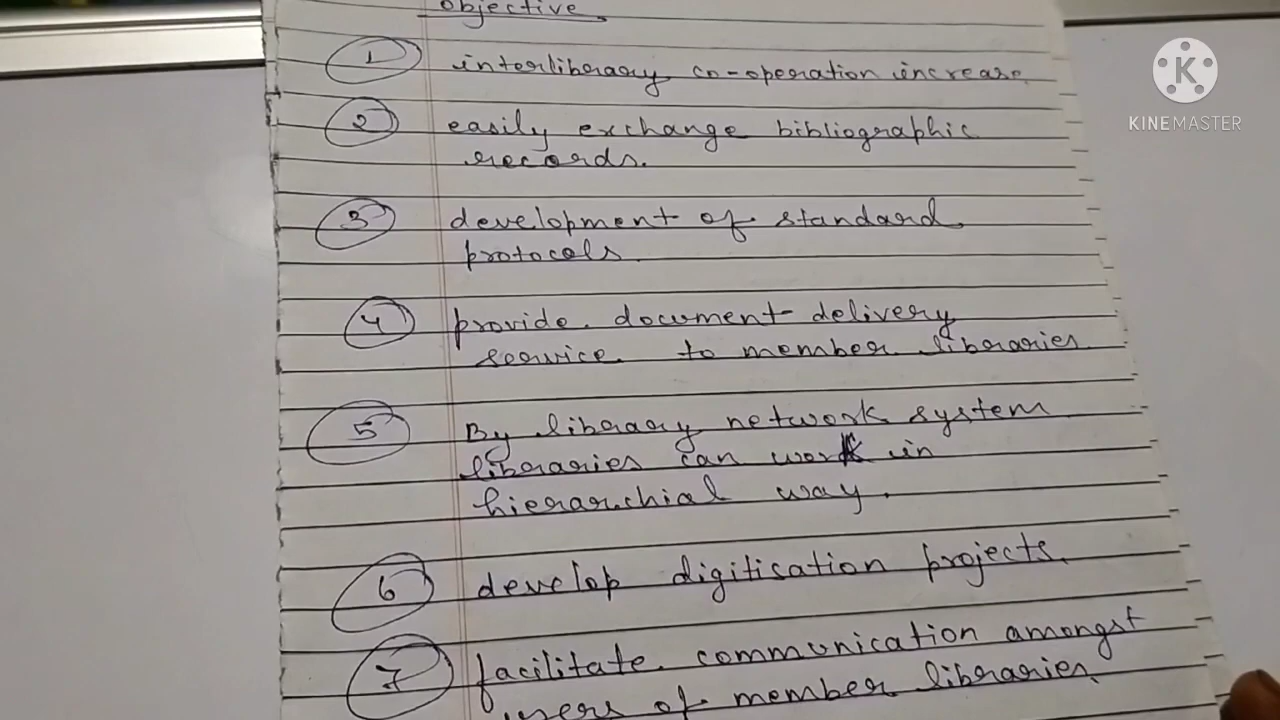 objective
1 interlibrary co-operation increase
2 easily exchange bibliographic
records.
3 development of standard
protocols
4 provide document delivery
service to member libraries
5 By library network system
libraries can work in
hierarchial way.
6 develop digitisation projects
7 facilitate communication amongst
users of member libraries
K
KINEMASTER